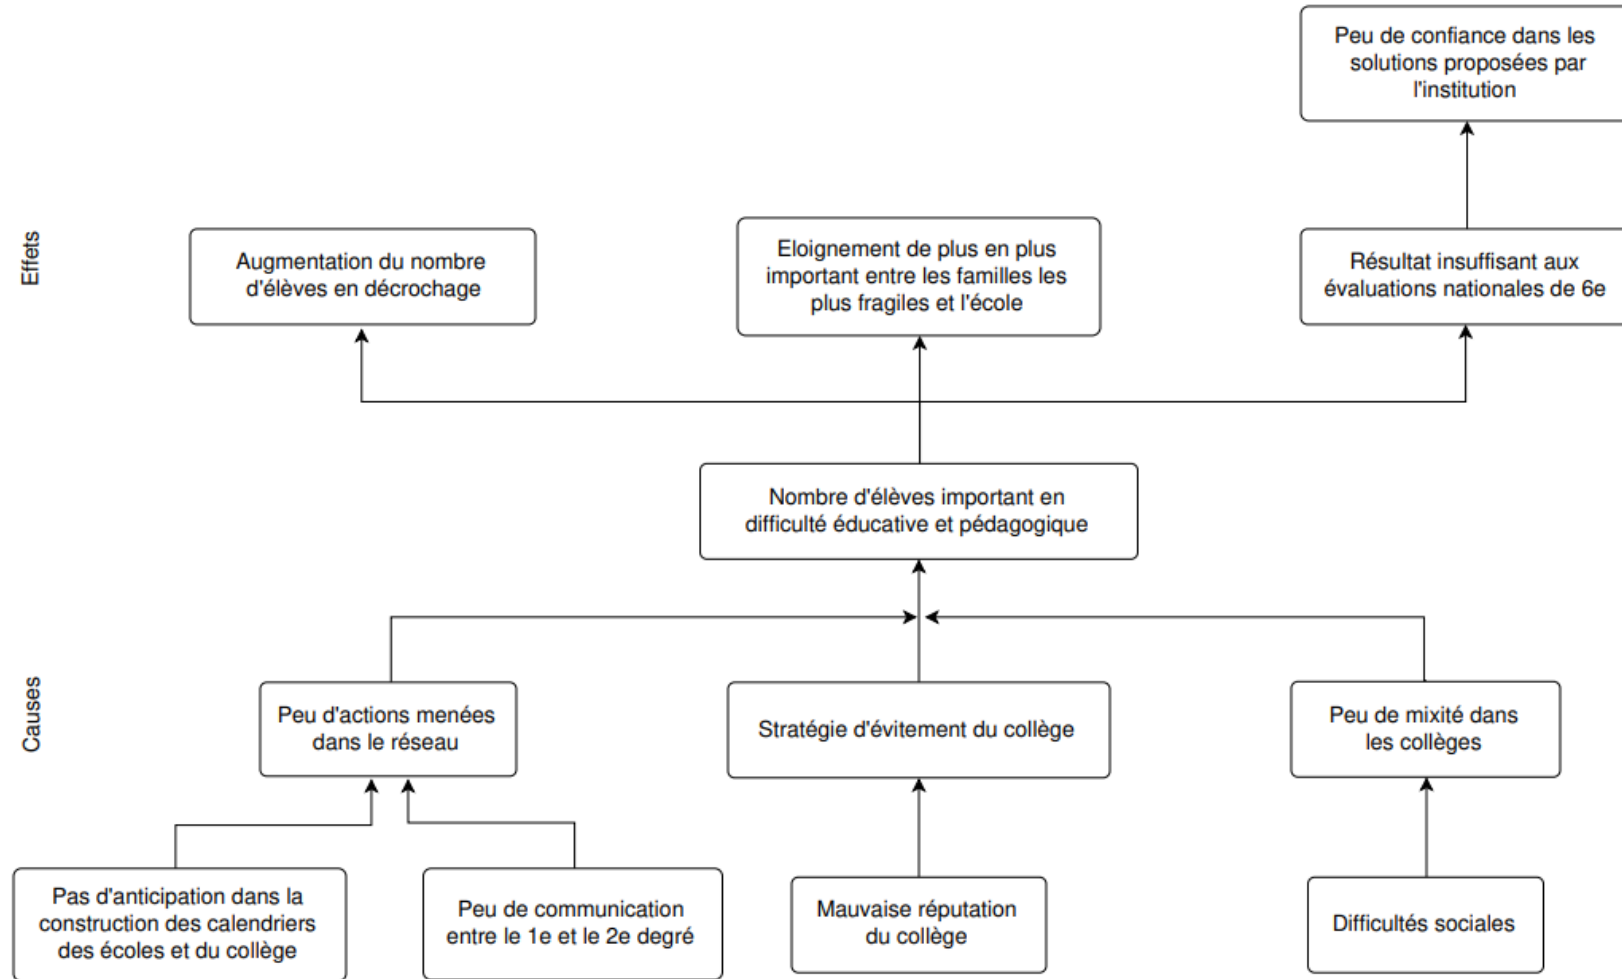 Peu de confiance dans les
solutions proposées par
l'institution
Effets
Augmentation du nombre
d'élèves en décrochage
Eloignement de plus en plus
important entre les familles les
plus fragiles et l'école
Résultat insuffisant aux
évaluations nationales de 6e
Nombre d'élèves important en
difficulté éducative et pédagogique
Causes
Peu d'actions menées
dans le réseau
Stratégie d'évitement du collège
Peu de mixité dans
les collèges
Pas d'anticipation dans la
construction des calendriers
des écoles et du collège
Peu de communication
entre le 1e et le 2e degré
Mauvaise réputation
du collège
Difficultés sociales